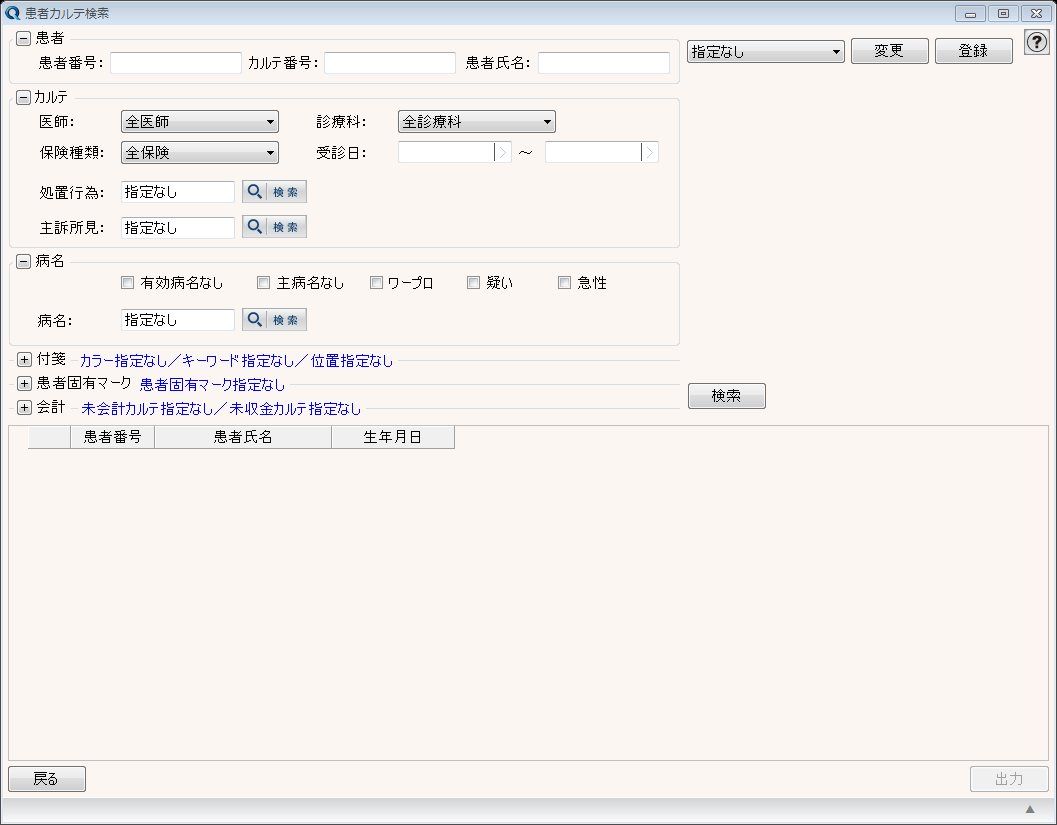 患者カルテ検索
患者
患者番号： カルテ番号： 患者氏名： 指定なし 変更 登録 ?
カルテ
医師： 全医師 診療科： 全診療科
保険種類： 全保険 受診日： ～
処置行為： 指定なし 検索
主訴所見： 指定なし 検索
病名
有効病名なし 主病名なし ワープロ 疑い 急性
病名： 指定なし 検索
付箋 カラー指定なし／キーワード指定なし／位置指定なし
患者固有マーク 患者固有マーク指定なし
会計 未会計カルテ指定なし／未収金カルテ指定なし
検索
患者番号 患者氏名 生年月日
戻る 出力